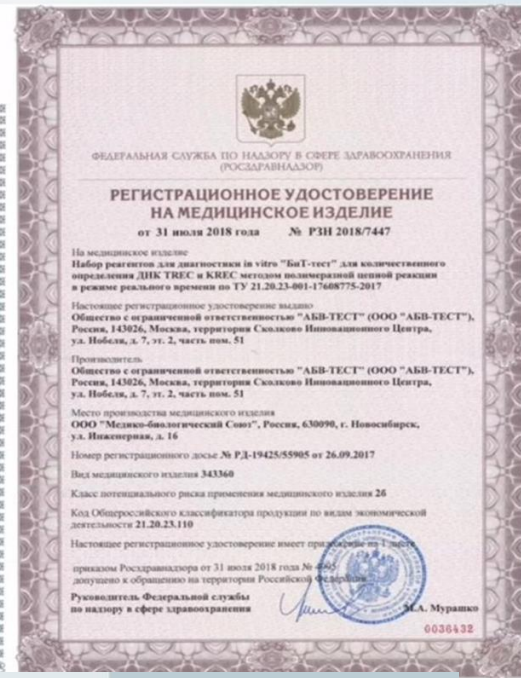 ФЕДЕРАЛЬНАЯ СЛУЖБА ПО НАДЗОРУ В СФЕРЕ ЗДРАВООХРАНЕНИЯ
(РОСЗДРАВНАДЗОР)
РЕГИСТРАЦИОННОЕ УДОСТОВЕРЕНИЕ
НА МЕДИЦИНСКОЕ ИЗДЕЛИЕ
от 31 июля 2018 года № РЗН 2018/7447
На медицинское изделие
Набор реагентов для диагностики in vitro "БиТ-тест" для количественного
определения ДНК TREC и KREC методом полимеразной цепной реакции
в режиме реального времени по ТУ 21.20.23-001-17608775-2017
Настоящее регистрационное удостоверение выдано
Общество с ограниченной ответственностью "АБВ-ТЕСТ" (ООО "АБВ-ТЕСТ"),
Россия, 143026, Москва, территория Сколково Инновационного Центра,
ул. Нобеля, д. 7, эт. 2, часть пом. 51
Производитель
Общество с ограниченной ответственностью "АБВ-ТЕСТ" (ООО "АБВ-ТЕСТ"),
Россия, 143026, Москва, территория Сколково Инновационного Центра,
ул. Нобеля, д. 7, эт. 2, часть пом. 51
Место производства медицинского изделия
ООО "Медико-биологический Союз", Россия, 630090, г. Новосибирск,
ул. Инженерная, д. 16
Номер регистрационного досье № РД-19425/55905 от 26.09.2017
Вид медицинского изделия 343360
Класс потенциального риска применения медицинского изделия 2б
Код Общероссийского классификатора продукции по видам экономической
деятельности 21.20.23.110
Настоящее регистрационное удостоверение имеет приложение на 1 листе
приказом Росздравнадзора от 31 июля 2018 года №
допущено к обращению на территории Российской Федерации
Руководитель Федеральной службы
по надзору в сфере здравоохранения
М.А. Мурашко
0036432